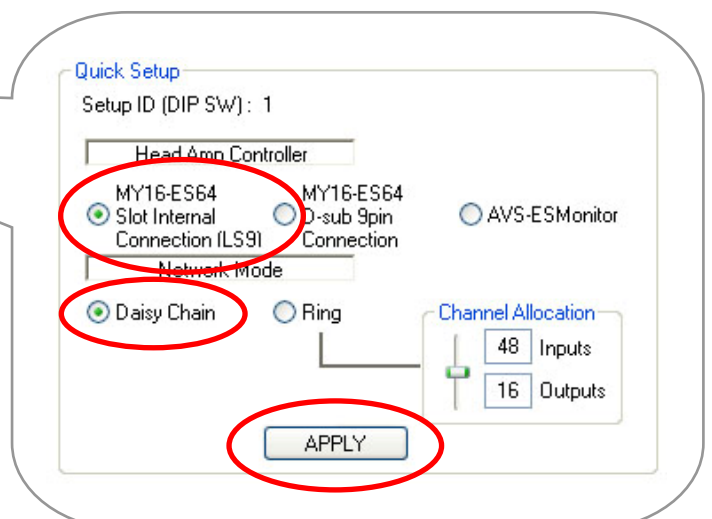 Quick Setup
Setup ID (DIP SW) : 1
Head Amp Controller
MY16-ES64
Slot Internal
Connection (LS9)
MY16-ES64
D-sub 9pin
Connection
AVS-ESMonitor
Network Mode
Daisy Chain
Ring
Channel Allocation
48 Inputs
16 Outputs
APPLY